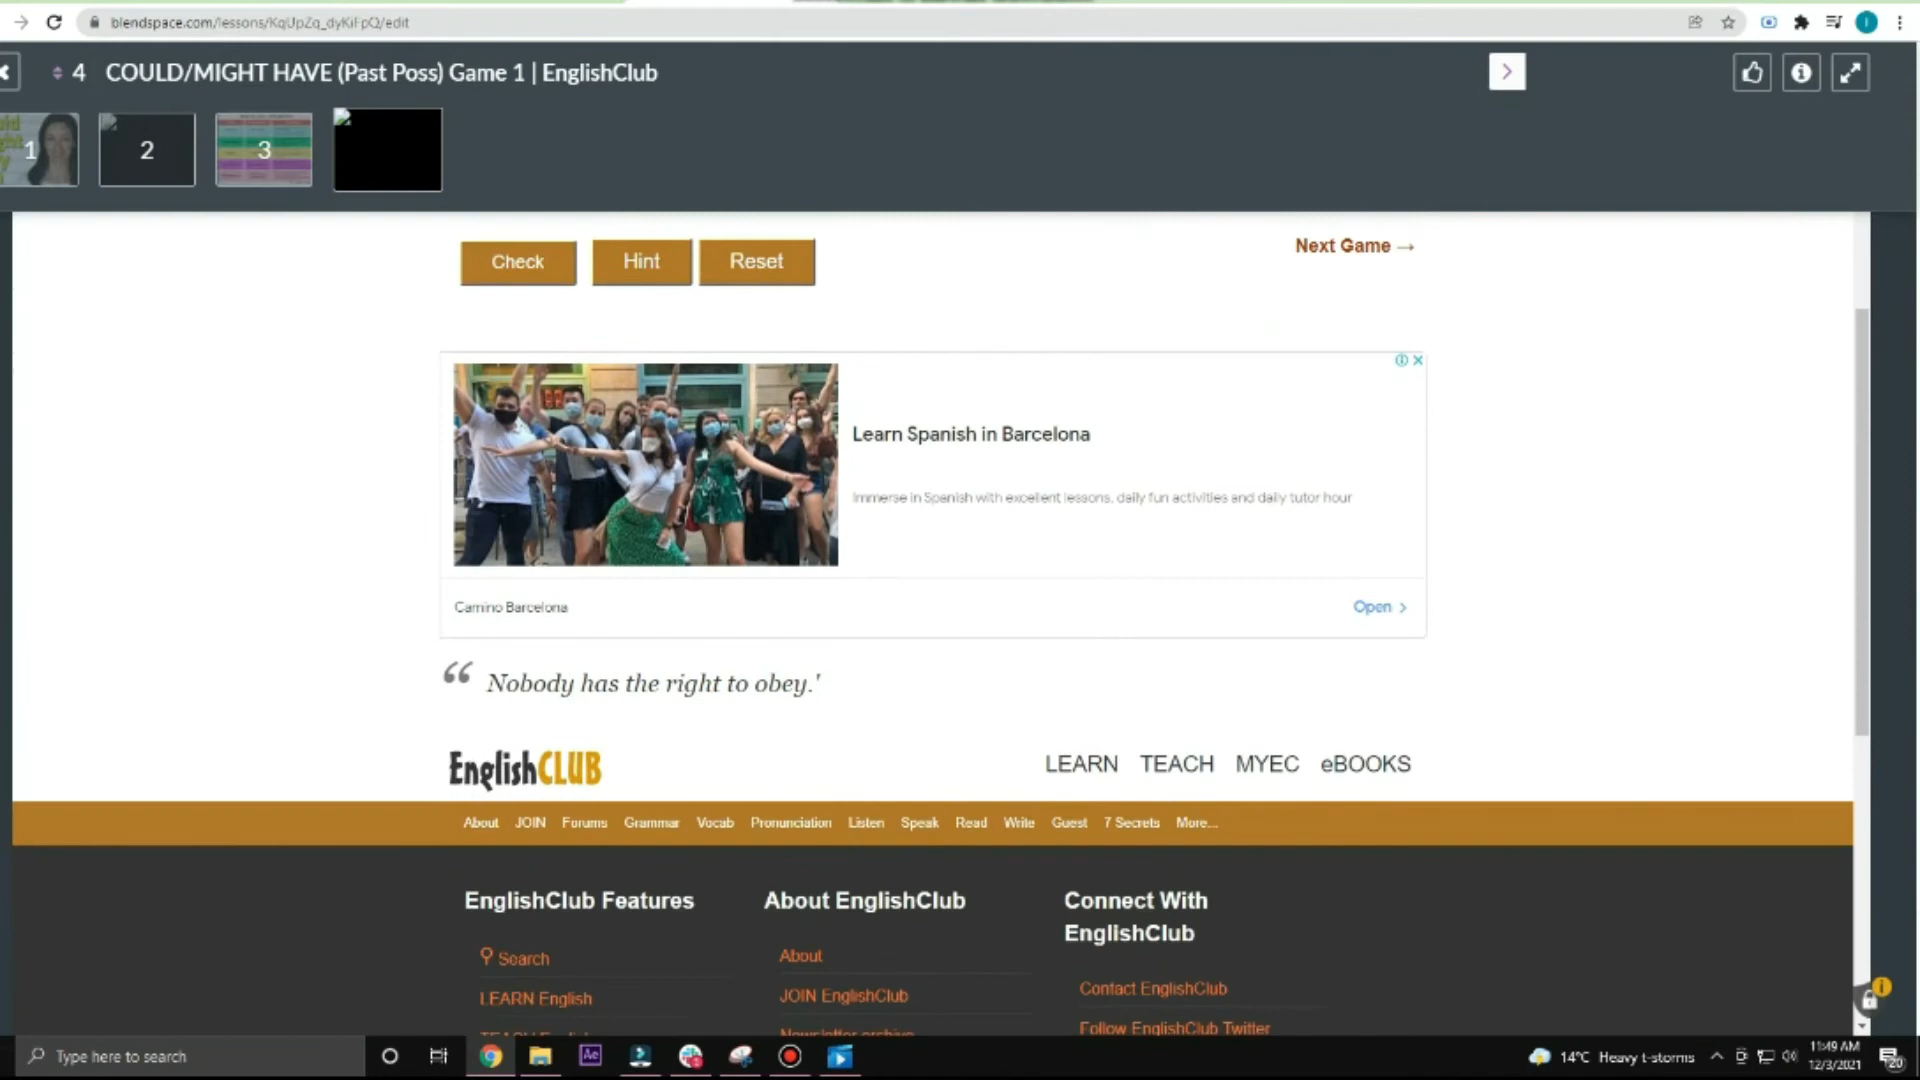 blendspace.com/lessons/KqUpZq_dyKiFpQ/edit
4 COULD/MIGHT HAVE (Past Poss) Game 1 | EnglishClub
1
2
3
Check
Hint
Reset
Next Game →
Learn Spanish in Barcelona
Immerse in Spanish with excellent lessons, daily fun activities and daily tutor hour
Camino Barcelona
Open >
“ Nobody has the right to obey.'
EnglishCLUB
LEARN TEACH MYEC eBOOKS
About JOIN Forums Grammar Vocab Pronunciation Listen Speak Read Write Guest 7 Secrets More...
EnglishClub Features
Search
LEARN English
About EnglishClub
About
JOIN EnglishClub
Newsletter archive
Connect With
EnglishClub
Contact EnglishClub
Follow EnglishClub Twitter
Type here to search
Ae
14°C Heavy t-storms
11:49 AM
12/3/2021
20